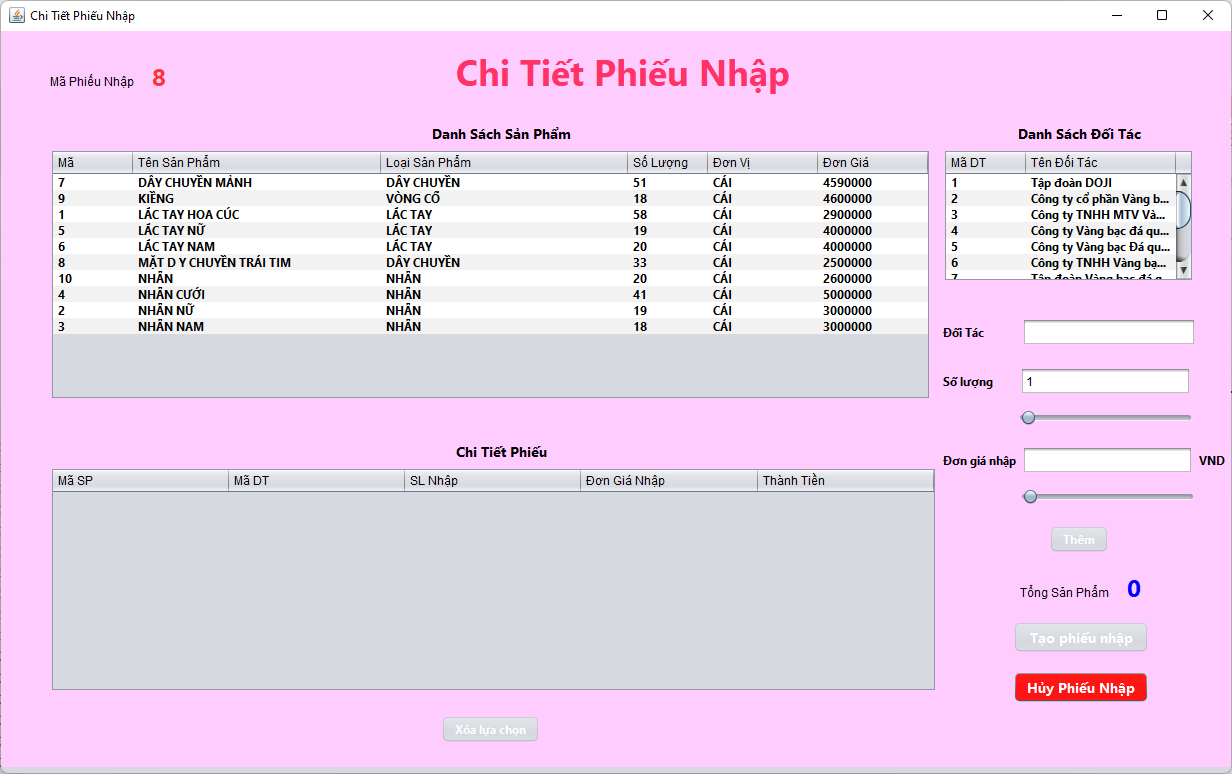 Chi Tiết Phiếu Nhập
Mã Phiếu Nhập 8
Chi Tiết Phiếu Nhập
Danh Sách Sản Phẩm
Mã Tên Sản Phẩm Loại Sản Phẩm Số Lượng Đơn Vị Đơn Giá
7 DÂY CHUYỀN MẢNH DÂY CHUYỀN 51 CÁI 4590000
9 KIỀNG VÒNG CỔ 18 CÁI 4600000
1 LẮC TAY HOA CÚC LẮC TAY 58 CÁI 2900000
5 LẮC TAY NỮ LẮC TAY 19 CÁI 4000000
6 LẮC TAY NAM LẮC TAY 20 CÁI 4000000
8 MẶT D Y CHUYỀN TRÁI TIM DÂY CHUYỀN 33 CÁI 2500000
10 NHẪN NHẪN 20 CÁI 2600000
4 NHẪN CƯỚI NHẪN 41 CÁI 5000000
2 NHẪN NỮ NHẪN 19 CÁI 3000000
3 NHẪN NAM NHẪN 18 CÁI 3000000
Danh Sách Đối Tác
Mã DT Tên Đối Tác
1 Tập đoàn DOJI
2 Công ty cổ phần Vàng b...
3 Công ty TNHH MTV Và...
4 Công ty Vàng bạc đá qu...
5 Công ty Vàng bạc Đá qu...
6 Công ty TNHH Vàng bạ...
7 Tập đoàn Vàng bạc đá q...
Đối Tác
Số lượng 1
Đơn giá nhập VND
Thêm
Tổng Sản Phẩm 0
Tạo phiếu nhập
Hủy Phiếu Nhập
Chi Tiết Phiếu
Mã SP Mã DT SL Nhập Đơn Giá Nhập Thành Tiền
Xóa lựa chọn